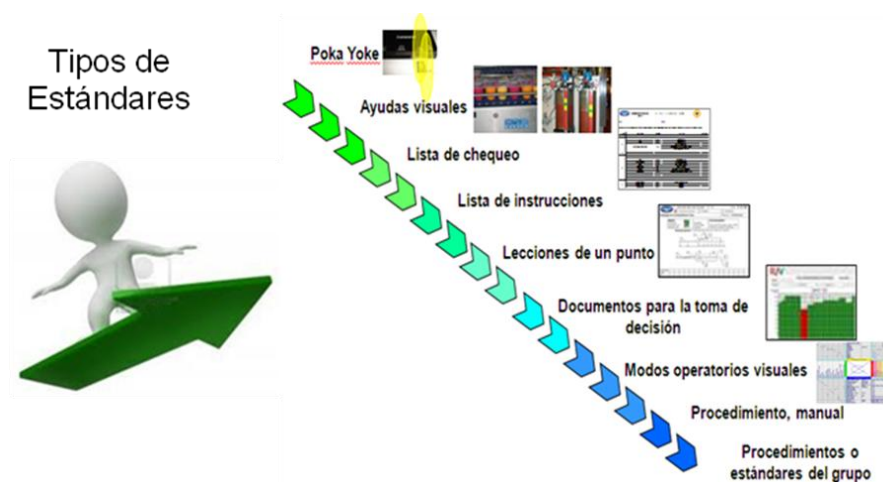 Tipos de
Estándares
Poka Yoke
Ayudas visuales
Lista de chequeo
Lista de instrucciones
Lecciones de un punto
Documentos para la toma de
decisión
Modos operatorios visuales
Procedimiento, manual
Procedimientos o
estándares del grupo